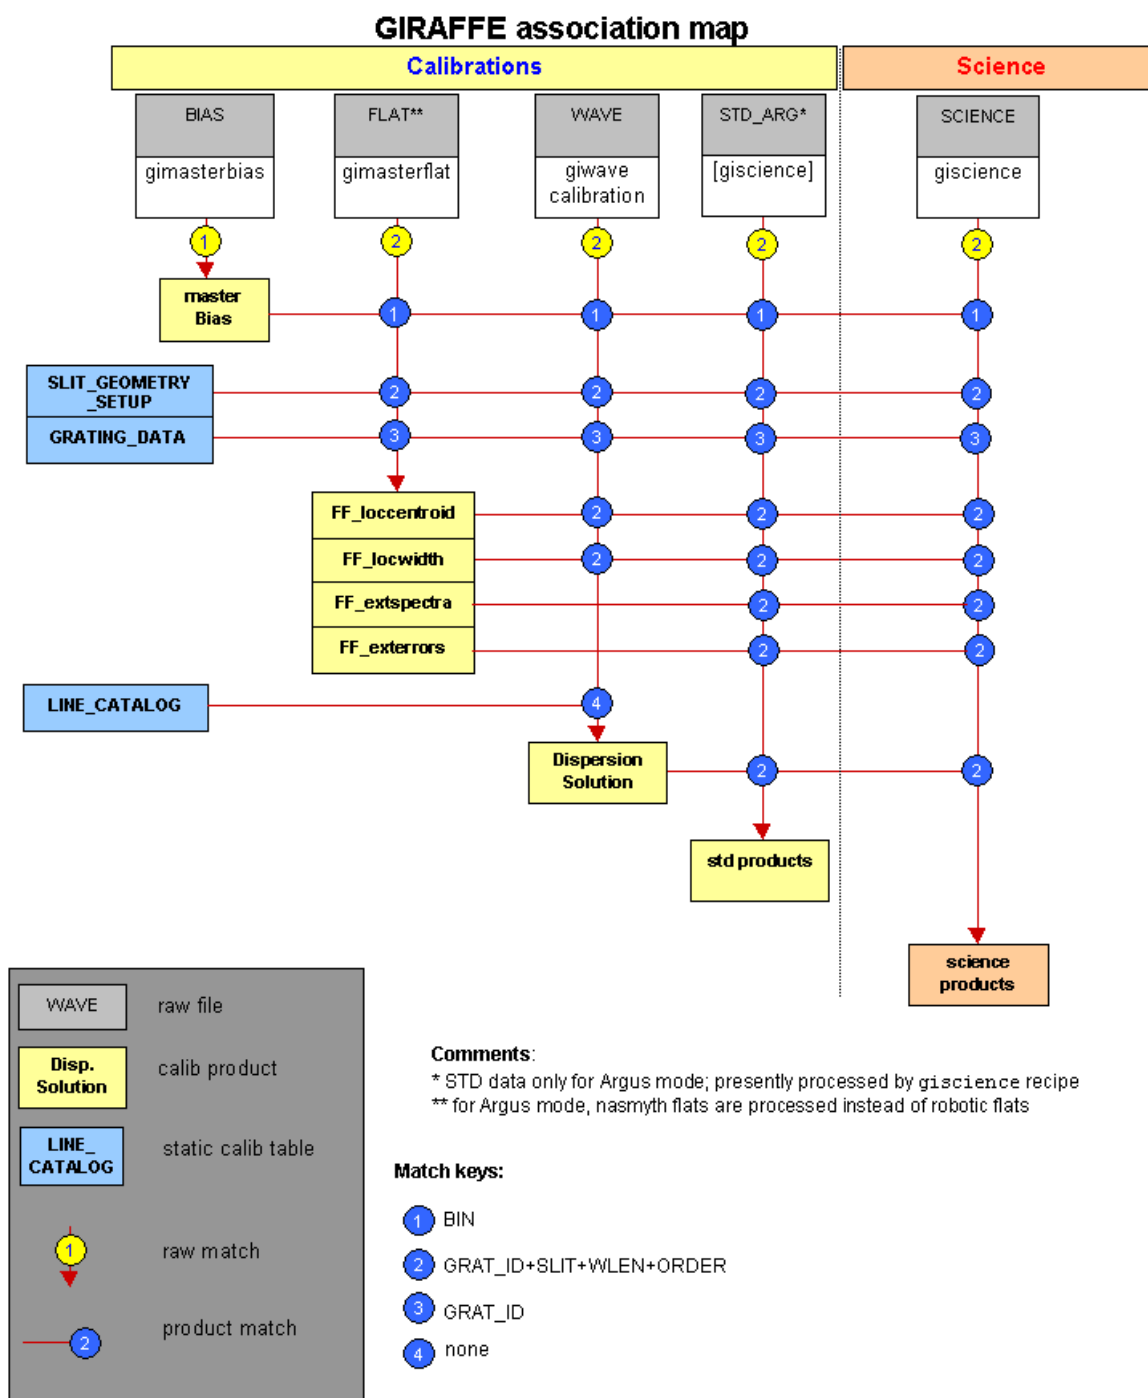 GIRAFFE association map
Calibrations
Science
BIAS
FLAT**
WAVE
STD_ARG*
SCIENCE
gimasterbias
gimasterflat
giwave
calibration
[giscience]
giscience
1
2
2
2
2
master
Bias
1
1
1
1
SLIT_GEOMETRY
_SETUP
2
2
2
2
GRATING_DATA
3
3
3
3
FF_loccentroid
2
2
2
FF_locwidth
2
2
2
FF_extspectra
2
2
FF_exterrors
2
2
LINE_CATALOG
4
Dispersion
Solution
2
2
std products
science
products
WAVE
raw file
Disp.
Solution
calib product
LINE_
CATALOG
static calib table
1
raw match
2
product match
Comments:
* STD data only for Argus mode; presently processed by giscience recipe
** for Argus mode, nasmyth flats are processed instead of robotic flats
Match keys:
1 BIN
2 GRAT_ID+SLIT+WLEN+ORDER
3 GRAT_ID
4 none